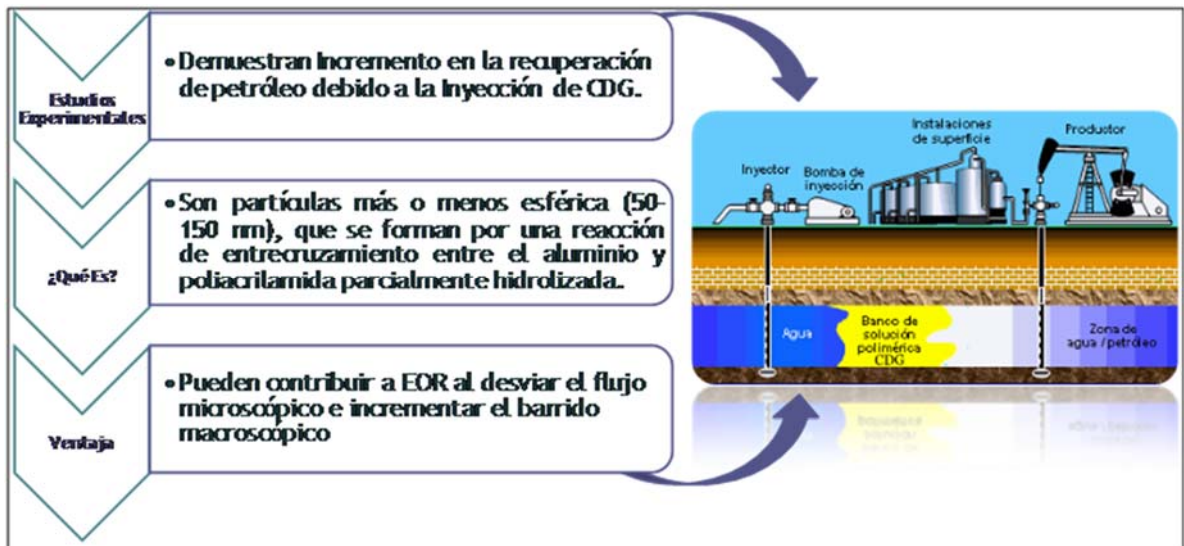 Estudios
Experimentales
•Demuestran Incremento en la recuperación
de petróleo debido a la Inyección de CDG.
¿Qué Es?
•Son partículas más o menos esférica (50-
150 nm), que se forman por una reacción
de entrecruzamiento entre el aluminio y
poliacrilamida parcialmente hidrolizada.
Ventaja
•Pueden contribuir a EOR al desviar el flujo
microscópico e incrementar el barrido
macroscópico
Instalaciones
de superficie
Productor
Inyector
Bomba de
inyección
Agua
Banco de
solución
polimérica
CDG
Zona de
agua / petróleo